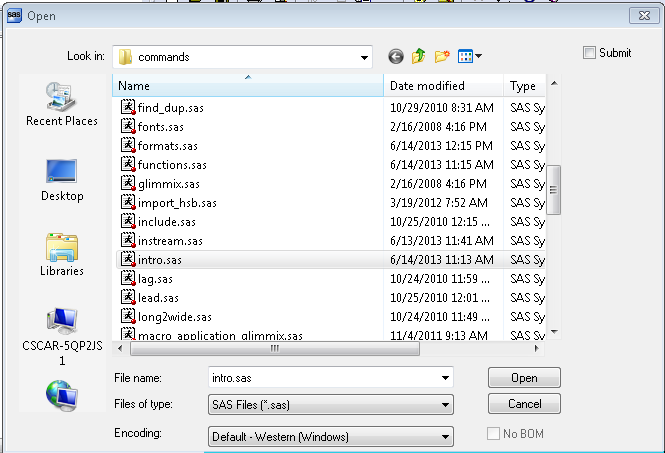 sas Open
Look in: commands Submit
Name Date modified Type
find_dup.sas 10/29/2010 8:31 AM SAS Sy
fonts.sas 2/16/2008 4:16 PM SAS Sy
formats.sas 6/14/2013 12:15 PM SAS Sy
functions.sas 6/14/2013 11:15 AM SAS Sy
glimmix.sas 2/16/2008 4:16 PM SAS Sy
import_hsb.sas 3/19/2012 7:52 AM SAS Sy
include.sas 10/25/2010 12:15 ... SAS Sy
instream.sas 6/13/2013 11:41 AM SAS Sy
intro.sas 6/14/2013 11:13 AM SAS Sy
lag.sas 10/24/2010 11:59 ... SAS Sy
lead.sas 10/25/2010 12:01 ... SAS Sy
long2wide.sas 10/24/2010 11:49 ... SAS Sy
macro_application_glimmix.sas 11/4/2011 9:13 AM SAS Sy
Recent Places
Desktop
Libraries
CSCAR-5QP2JS
1
File name: intro.sas Open
Files of type: SAS Files (*.sas) Cancel
Encoding: Default - Western (Windows) No BOM